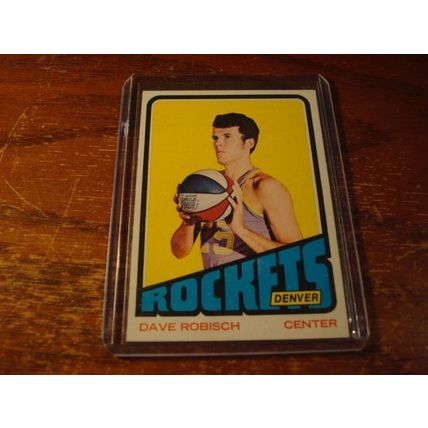 ROCKETS
DENVER
DAVE ROBISCH CENTER